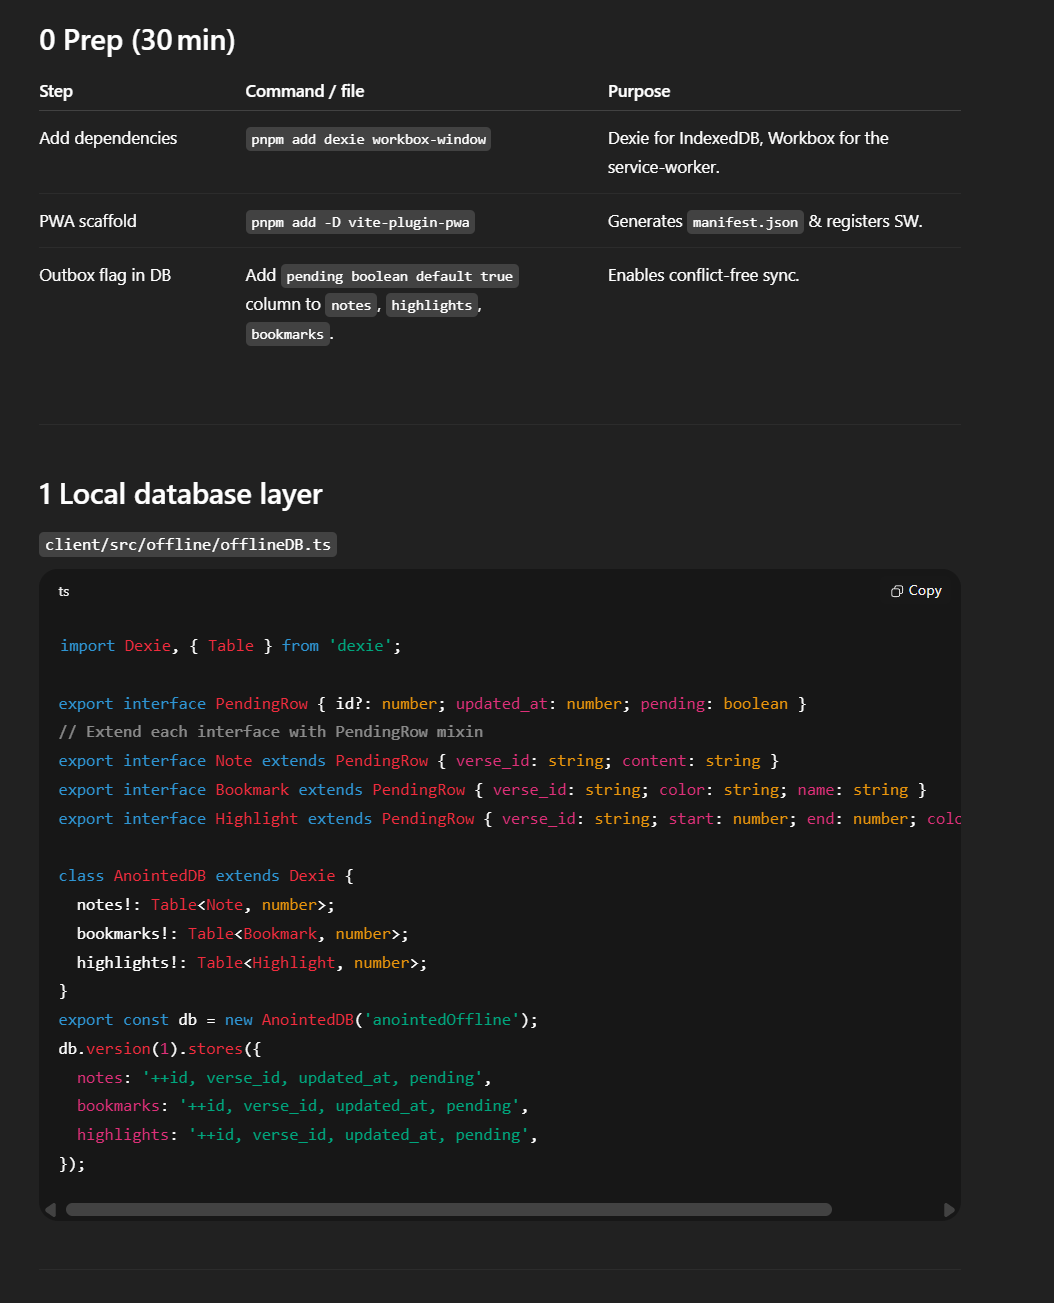 0 Prep (30 min)
Step Command / file Purpose
Add dependencies pnpm add dexie workbox-window Dexie for IndexedDB, Workbox for the
service-worker.
PWA scaffold pnpm add -D vite-plugin-pwa Generates manifest.json & registers SW.
Outbox flag in DB Add pending boolean default true Enables conflict-free sync.
column to notes, highlights,
bookmarks.
1 Local database layer
client/src/offline/offlineDB.ts
ts Copy
import Dexie, { Table } from 'dexie';
export interface PendingRow { id?: number; updated_at: number; pending: boolean }
// Extend each interface with PendingRow mixin
export interface Note extends PendingRow { verse_id: string; content: string }
export interface Bookmark extends PendingRow { verse_id: string; color: string; name: string }
export interface Highlight extends PendingRow { verse_id: string; start: number; end: number; colo
class AnointedDB extends Dexie {
  notes!: Table<Note, number>;
  bookmarks!: Table<Bookmark, number>;
  highlights!: Table<Highlight, number>;
}
export const db = new AnointedDB('anointedOffline');
db.version(1).stores({
  notes: '++id, verse_id, updated_at, pending',
  bookmarks: '++id, verse_id, updated_at, pending',
  highlights: '++id, verse_id, updated_at, pending',
});